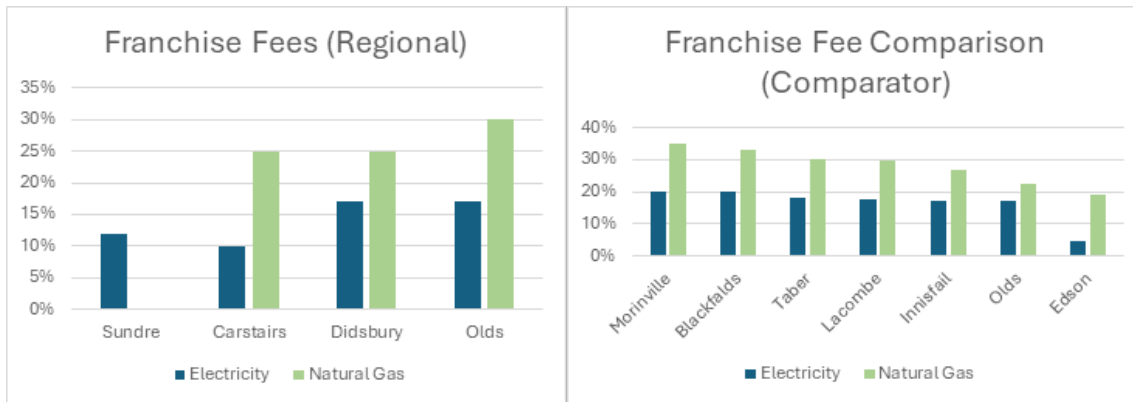 Franchise Fees (Regional)
35%
30%
25%
20%
15%
10%
5%
0%
Sundre Carstairs Didsbury Olds
Electricity Natural Gas
Franchise Fee Comparison
(Comparator)
40%
30%
20%
10%
0%
Morinville Blackfalds Taber Lacombe Innisfail Olds Edson
Electricity Natural Gas